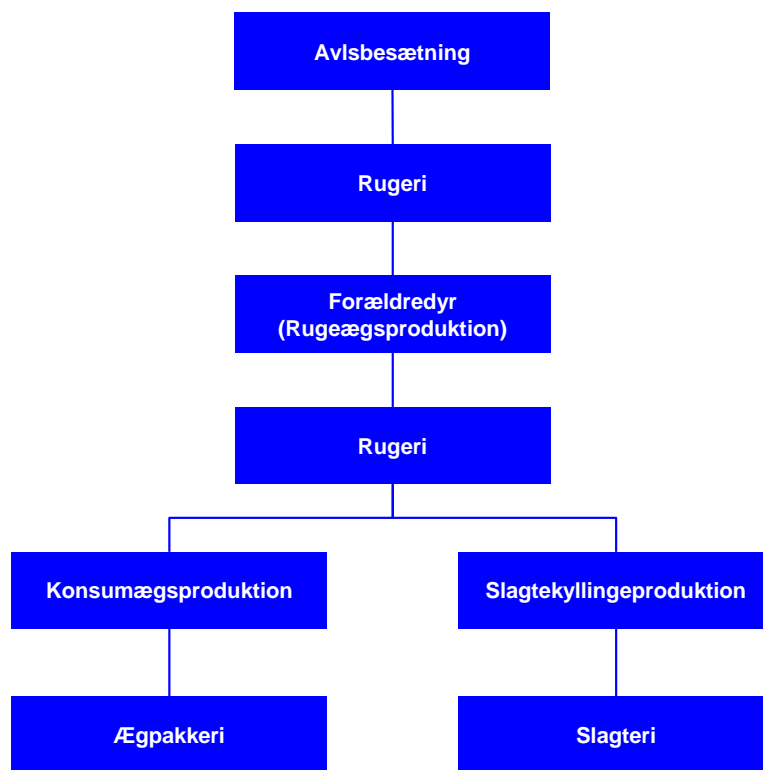 Avlsbesætning
Rugeri
Forældredyr
(Rugeægsproduktion)
Rugeri
Konsumægsproduktion
Slagtekyllingeproduktion
Ægpakkeri
Slagteri